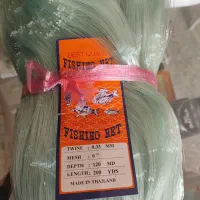 FISHING NET
FISHING NET
TWINE : 0.35 MM
MESH : 6"
DEPTH : 120 MD
LENGTH : 200 YDS
MADE IN THAILAND